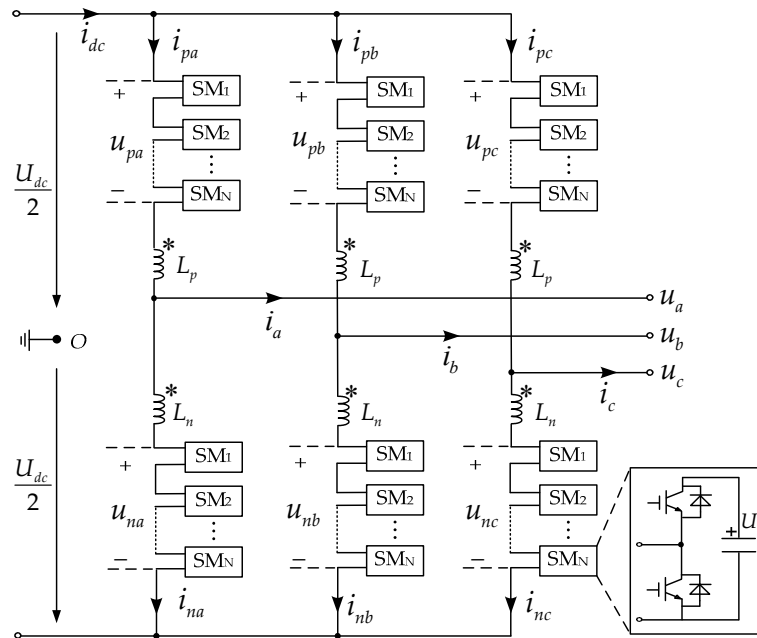 i_dc
i_pa i_pb i_pc
+ SM1 + SM1 + SM1
u_pa SM2 u_pb SM2 u_pc SM2
− SMN − SMN − SMN
U_dc/2
* L_p * L_p * L_p
i_a u_a
O i_b u_b
i_c u_c
* L_n * L_n * L_n
+ SM1 + SM1 + SM1
U_dc/2
u_na SM2 u_nb SM2 u_nc SM2
+ U
− SMN − SMN − SMN
i_na i_nb i_nc